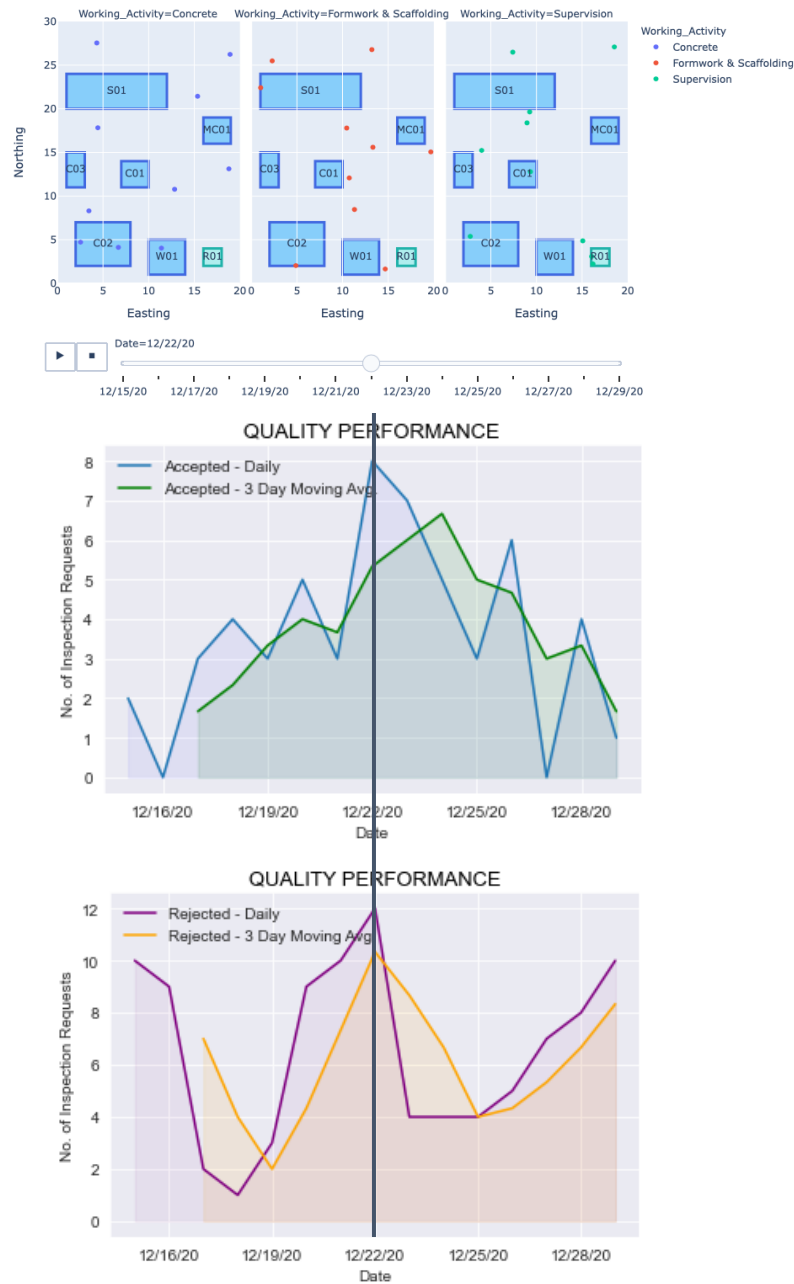 Working_Activity=Concrete Working_Activity=Formwork & Scaffolding Working_Activity=Supervision
Working_Activity
Concrete
Formwork & Scaffolding
Supervision
30
25
20
15
10
5
0
Northing
S01
MC01
C03
C01
C02
W01
R01
S01
MC01
C03
C01
C02
W01
R01
S01
MC01
C03
C01
C02
W01
R01
0 5 10 15 20 0 5 10 15 20 0 5 10 15 20
Easting Easting Easting
Date=12/22/20
12/15/20 12/17/20 12/19/20 12/21/20 12/23/20 12/25/20 12/27/20 12/29/20
QUALITY PERFORMANCE
Accepted - Daily
Accepted - 3 Day Moving Avg.
8
7
6
5
4
3
2
1
0
No. of Inspection Requests
12/16/20 12/19/20 12/22/20 12/25/20 12/28/20
Date
QUALITY PERFORMANCE
Rejected - Daily
Rejected - 3 Day Moving Avg.
12
10
8
6
4
2
0
No. of Inspection Requests
12/16/20 12/19/20 12/22/20 12/25/20 12/28/20
Date